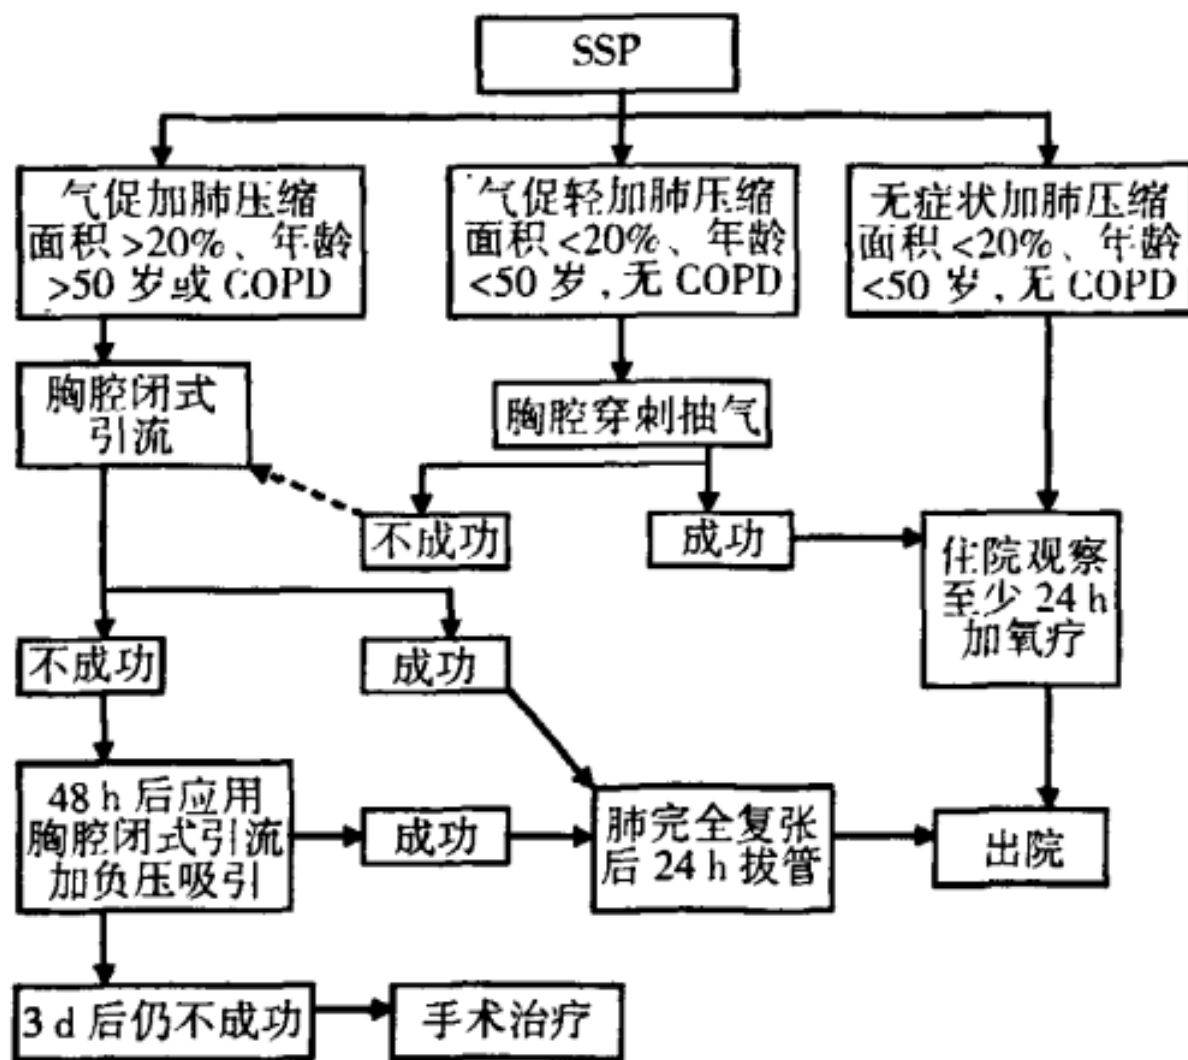 SSP
气促加肺压缩
面积>20%、年龄
>50 岁或 COPD
气促轻加肺压缩
面积<20%、年龄
<50 岁,无 COPD
无症状加肺压缩
面积<20%、年龄
<50 岁,无 COPD
胸腔闭式
引流
胸腔穿刺抽气
不成功
成功
住院观察
至少 24 h
加氧疗
不成功
成功
48 h 后应用
胸腔闭式引流
加负压吸引
成功
肺完全复张
后 24 h 拔管
出院
3 d 后仍不成功
手术治疗